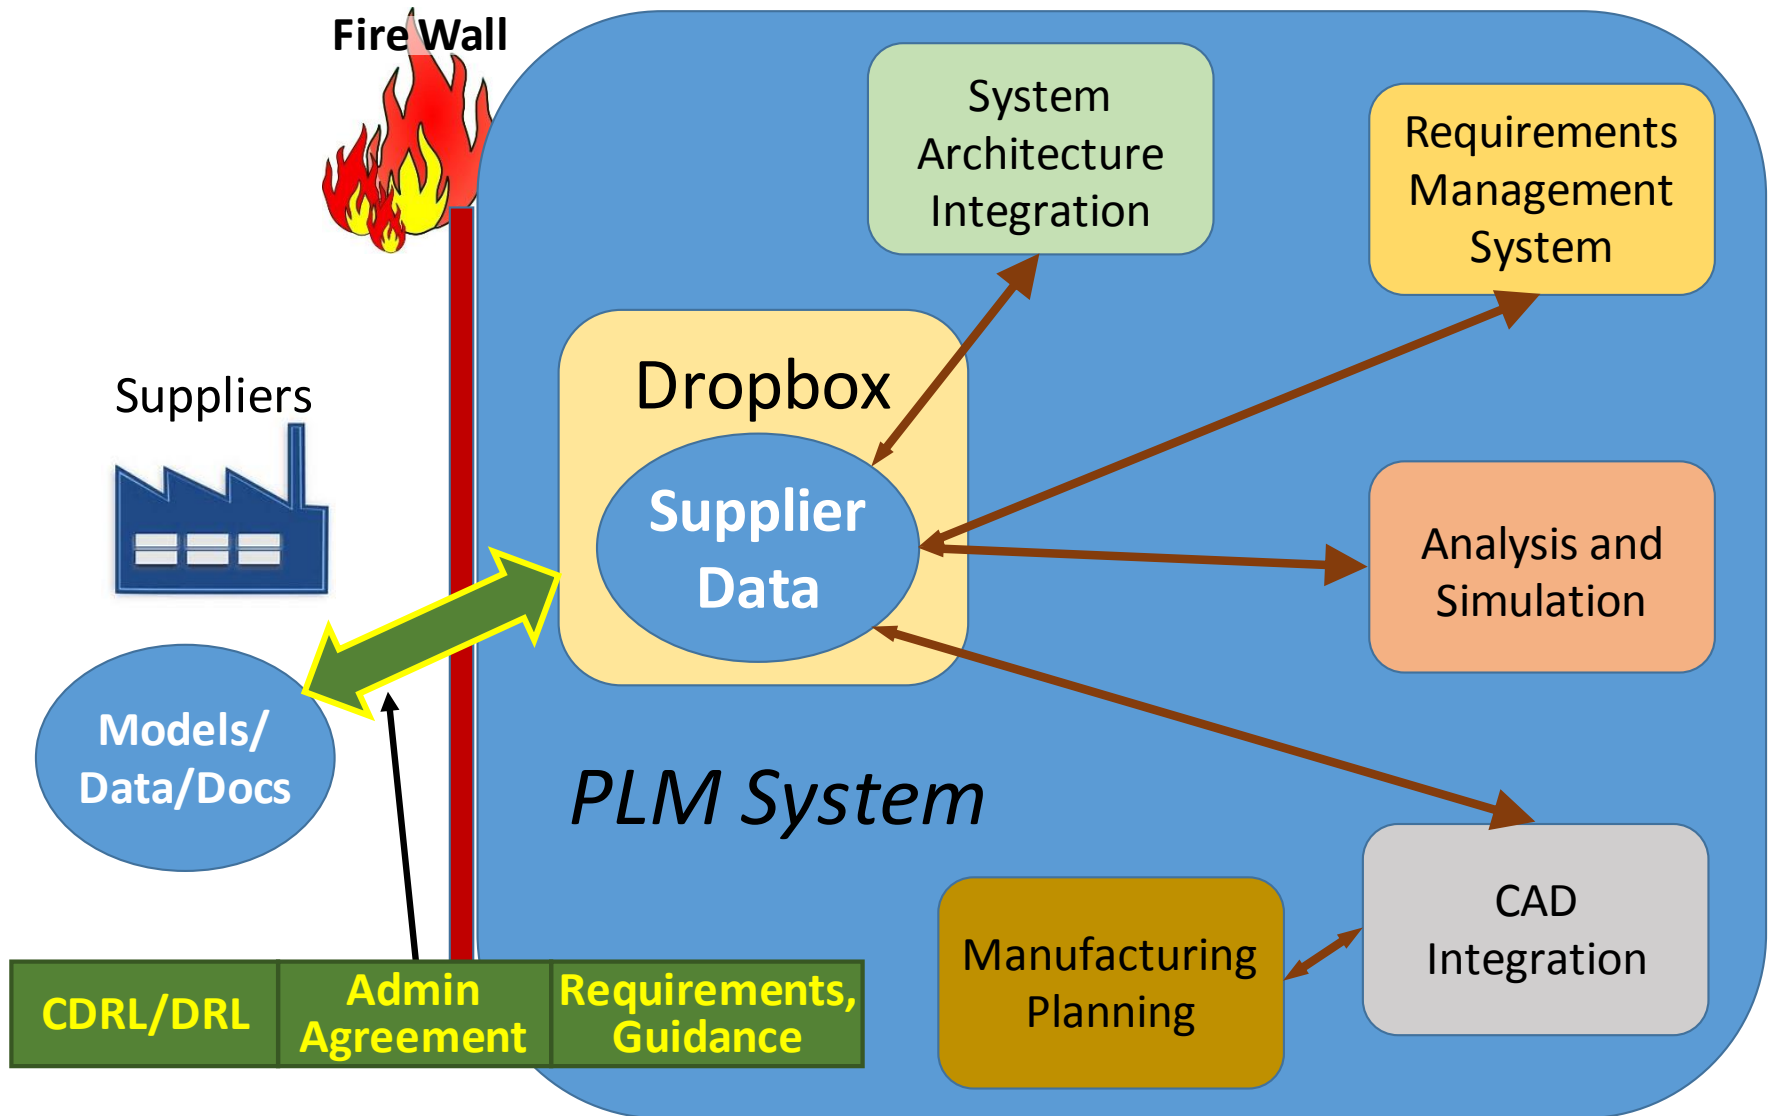 Fire Wall
System
Architecture
Integration
Requirements
Management
System
Dropbox
Suppliers
Supplier
Data
Analysis and
Simulation
Models/
Data/Docs
PLM System
CAD
Integration
Manufacturing
Planning
CDRL/DRL
Admin
Agreement
Requirements,
Guidance